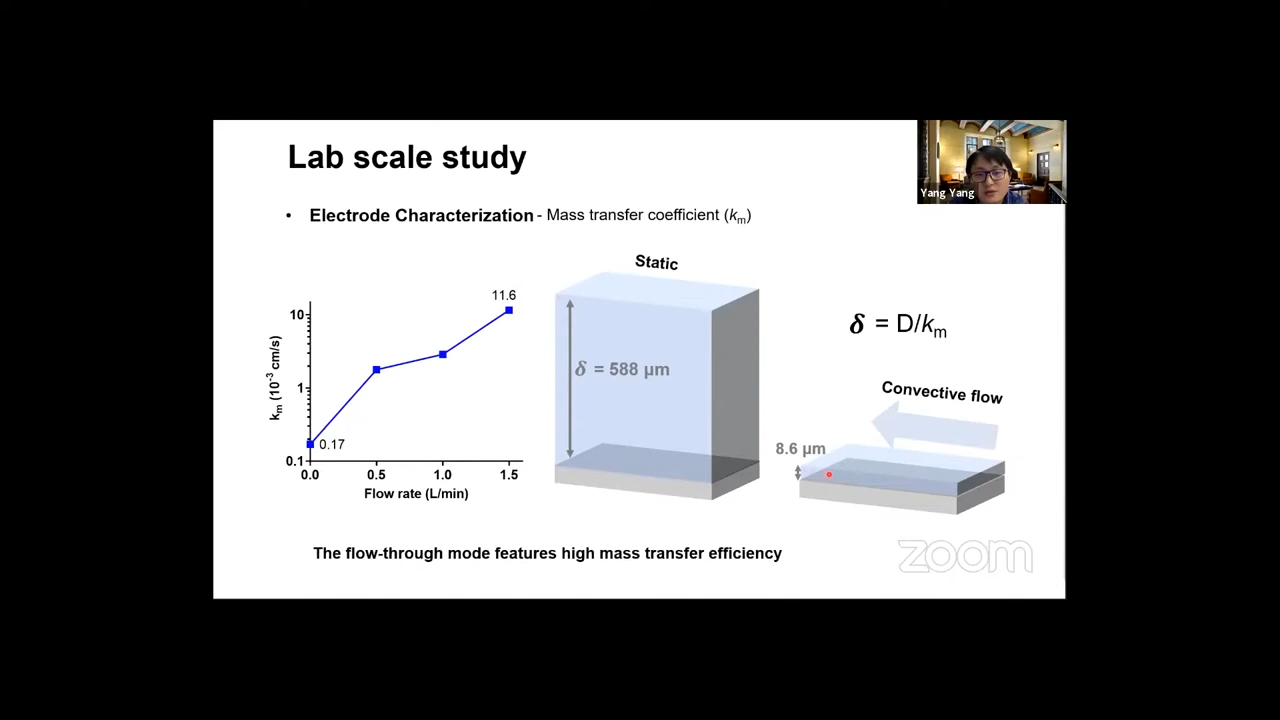 Lab scale study
Yang Yang
• Electrode Characterization - Mass transfer coefficient (km)
Static
11.6
10
1
0.1
km (10-3 cm/s)
0.17
0.0 0.5 1.0 1.5
Flow rate (L/min)
δ = 588 μm
δ = D/km
Convective flow
8.6 μm
The flow-through mode features high mass transfer efficiency
zoom